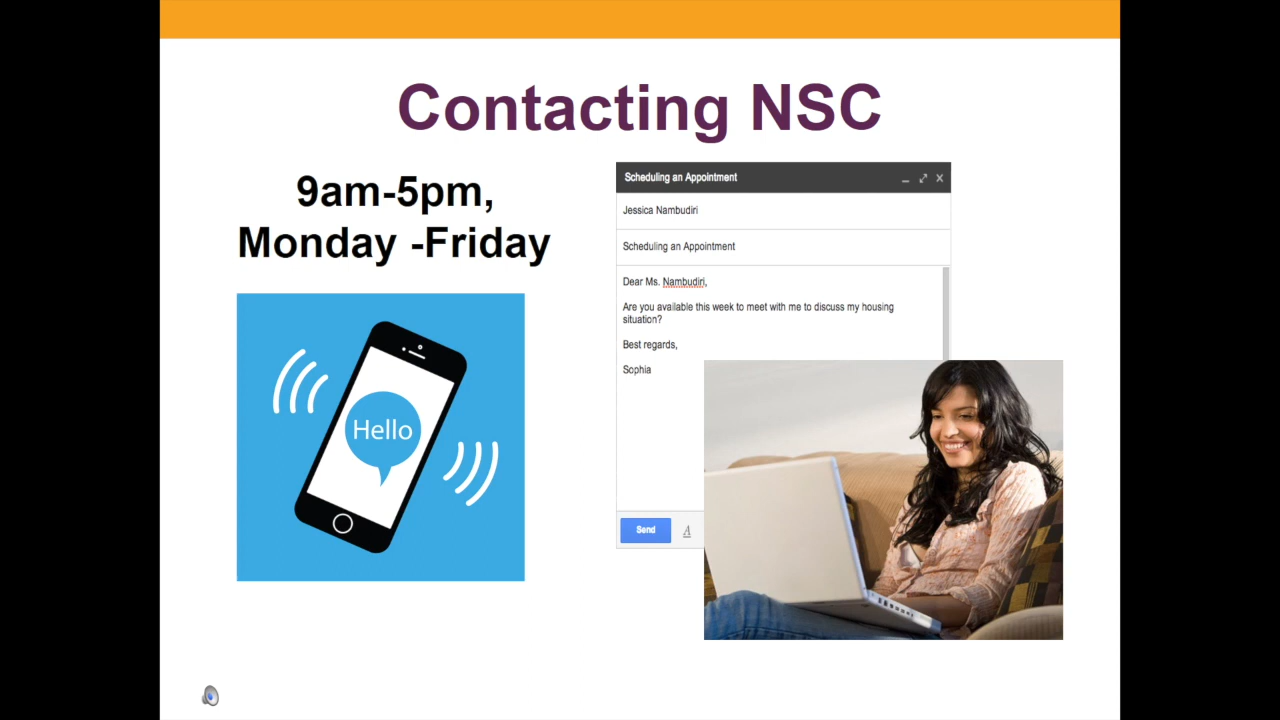 Contacting NSC
9am-5pm,
Monday -Friday
Hello
Scheduling an Appointment
Jessica Nambudiri
Scheduling an Appointment
Dear Ms. Nambudiri,
Are you available this week to meet with me to discuss my housing
situation?
Best regards,
Sophia
Send
A